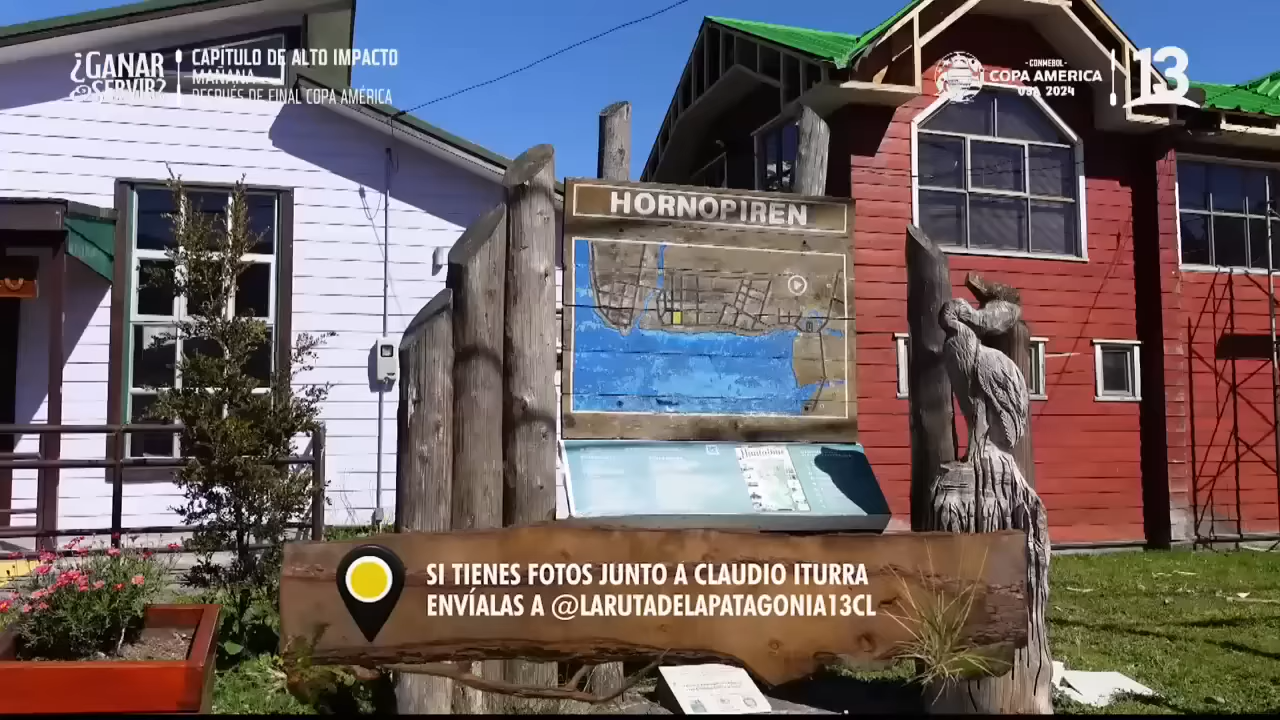 ¿GANAR
O SERVIR?
CAPÍTULO DE ALTO IMPACTO
MAÑANA
DESPUÉS DE FINAL COPA AMÉRICA
CONMEBOL
COPA AMERICA
USA 2024
13
HORNOPIREN
SI TIENES FOTOS JUNTO A CLAUDIO ITURRA
ENVÍALAS A @LARUTADELAPATAGONIA13CL